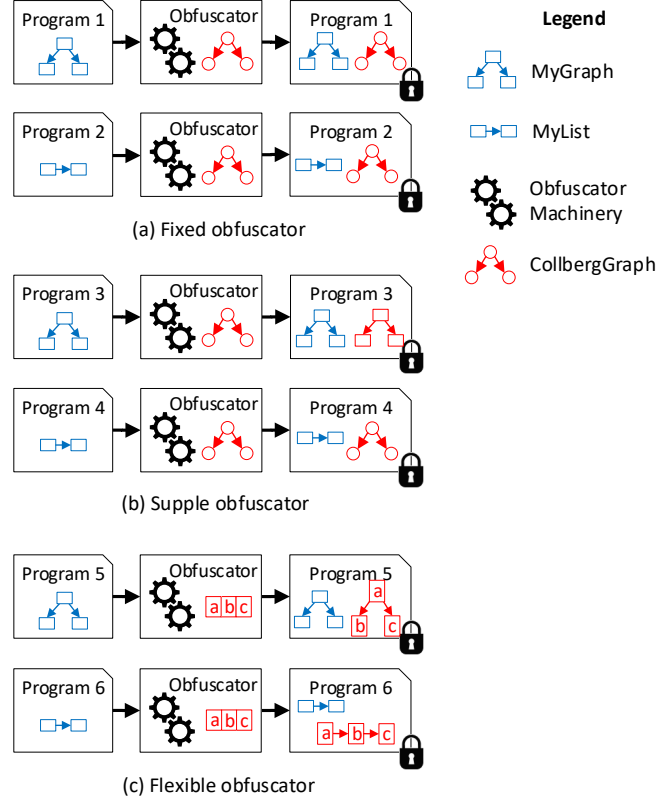 Program 1
Obfuscator
Program 1
Legend
MyGraph
Program 2
Obfuscator
Program 2
MyList
Obfuscator
Machinery
(a) Fixed obfuscator
CollbergGraph
Program 3
Obfuscator
Program 3
Program 4
Obfuscator
Program 4
(b) Supple obfuscator
Program 5
Obfuscator
Program 5
a
a b c
b c
Program 6
Obfuscator
Program 6
a b c
a b c
(c) Flexible obfuscator